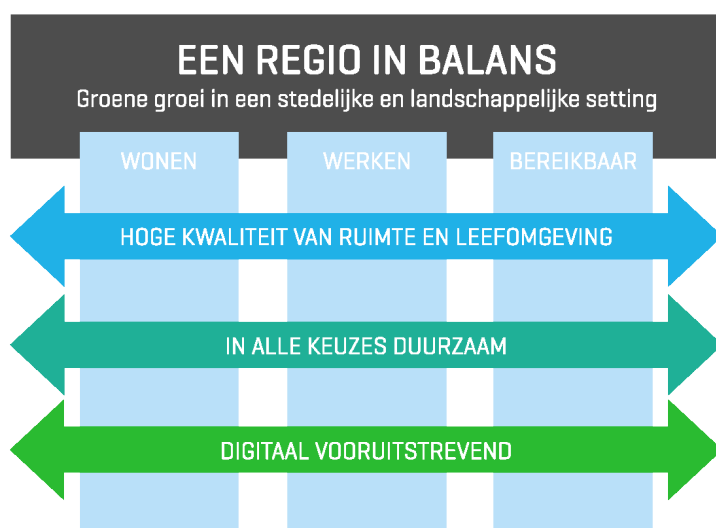 EEN REGIO IN BALANS
Groene groei in een stedelijke en landschappelijke setting
WONEN
WERKEN
BEREIKBAAR
HOGE KWALITEIT VAN RUIMTE EN LEEFOMGEVING
IN ALLE KEUZES DUURZAAM
DIGITAAL VOORUITSTREVEND